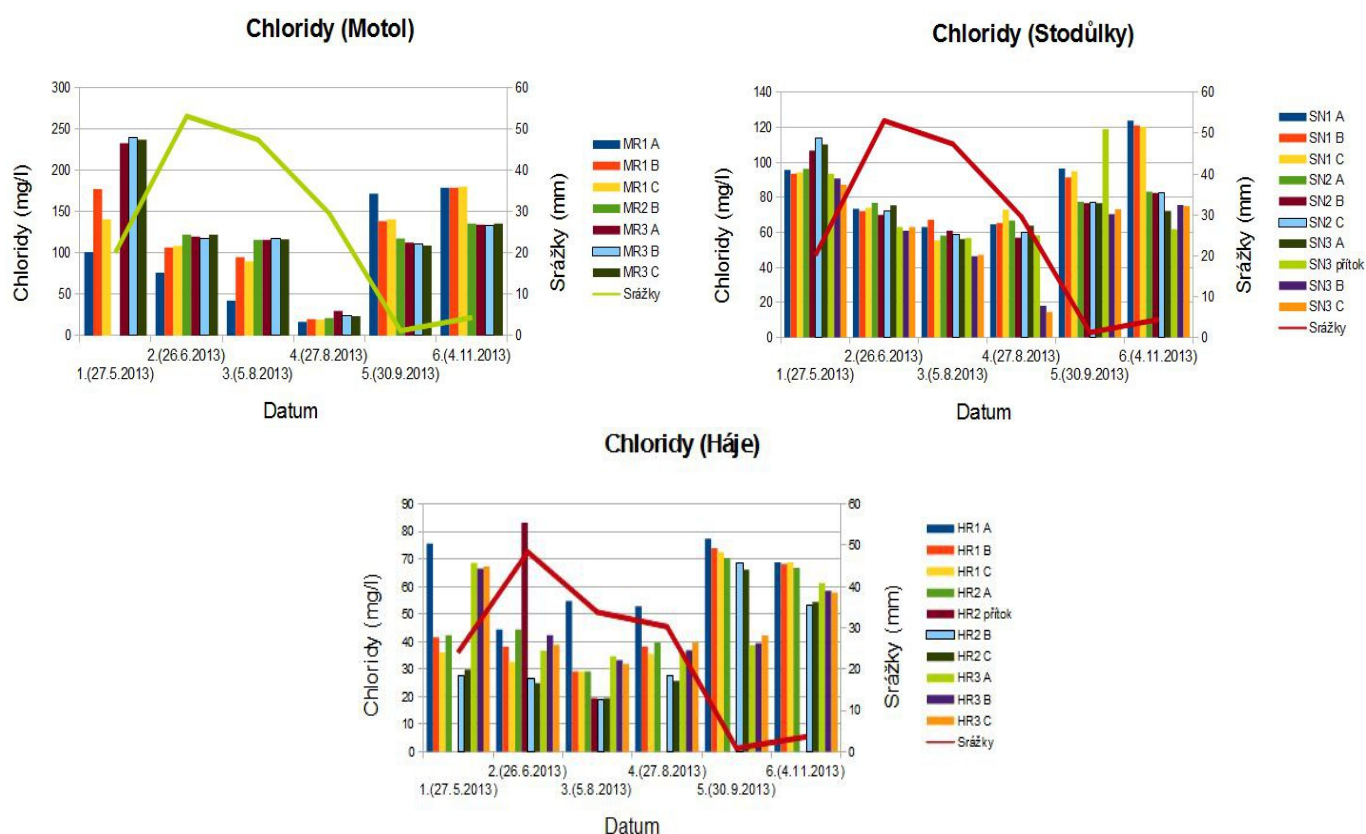 Chloridy (Motol)
300
250
200
150
100
50
0
Chloridy (mg/l)
60
50
40
30
20
10
0
Srážky (mm)
MR1 A
MR1 B
MR1 C
MR2 B
MR3 A
MR3 B
MR3 C
Srážky
2.(26.6.2013) 4.(27.8.2013) 6.(4.11.2013)
1.(27.5.2013) 3.(5.8.2013) 5.(30.9.2013)
Datum
Chloridy (Stodůlky)
140
120
100
80
60
40
20
0
Chloridy (mg/l)
60
50
40
30
20
10
0
Srážky (mm)
SN1 A
SN1 B
SN1 C
SN2 A
SN2 B
SN2 C
SN3 A
SN3 přítok
SN3 B
SN3 C
Srážky
2.(26.6.2013) 4.(27.8.2013) 6.(4.11.2013)
1.(27.5.2013) 3.(5.8.2013) 5.(30.9.2013)
Datum
Chloridy (Háje)
90
80
70
60
50
40
30
20
10
0
Chloridy (mg/l)
60
50
40
30
20
10
0
Srážky (mm)
HR1 A
HR1 B
HR1 C
HR2 A
HR2 přítok
HR2 B
HR2 C
HR3 A
HR3 B
HR3 C
Srážky
2.(26.6.2013) 4.(27.8.2013) 6.(4.11.2013)
1.(27.5.2013) 3.(5.8.2013) 5.(30.9.2013)
Datum